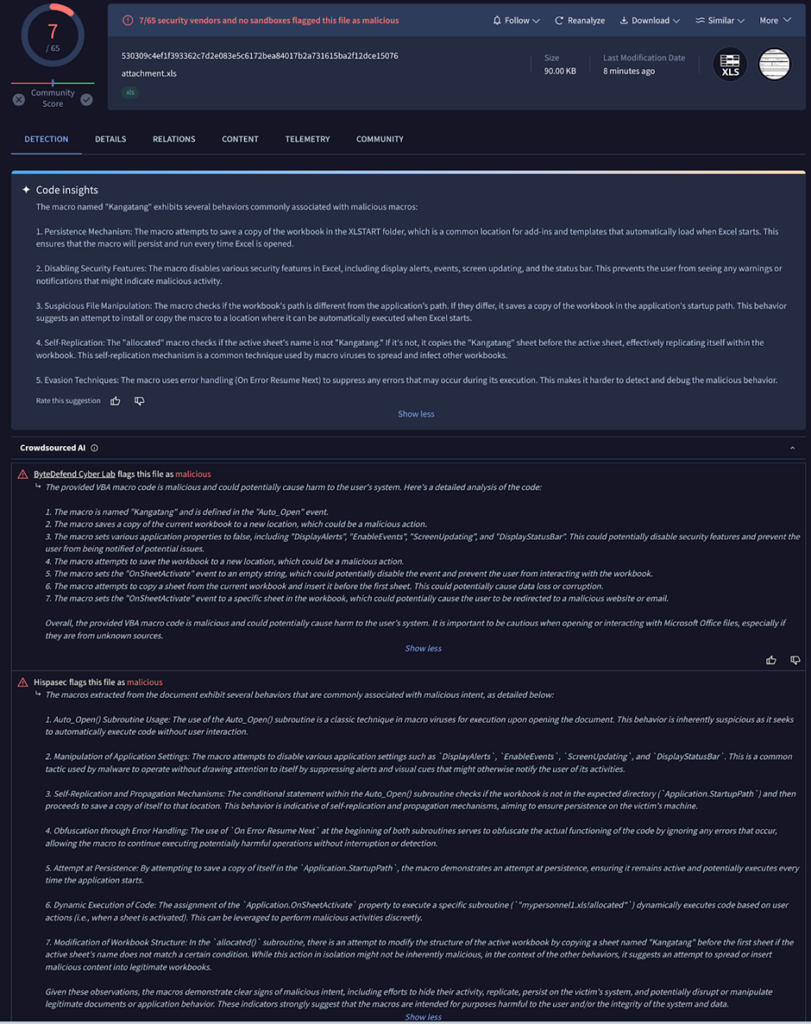 7
/ 65
Community
Score
7/65 security vendors and no sandboxes flagged this file as malicious
Follow
Reanalyze
Download
Similar
More
530309c4ef1f393362c7d2e083e5c6172bea84017b2a731615ba2f12dce15076
attachment.xls
xls
Size
90.00 KB
Last Modification Date
8 minutes ago
XLS
DETECTION
DETAILS
RELATIONS
CONTENT
TELEMETRY
COMMUNITY
Code insights
The macro named "Kangatang" exhibits several behaviors commonly associated with malicious macros:
1. Persistence Mechanism: The macro attempts to save a copy of the workbook in the XLSTART folder, which is a common location for add-ins and templates that automatically load when Excel starts. This
ensures that the macro will persist and run every time Excel is opened.
2. Disabling Security Features: The macro disables various security features in Excel, including display alerts, events, screen updating, and the status bar. This prevents the user from seeing any warnings or
notifications that might indicate malicious activity.
3. Suspicious File Manipulation: The macro checks if the workbook's path is different from the application's path. If they differ, it saves a copy of the workbook in the application's startup path. This behavior
suggests an attempt to install or copy the macro to a location where it can be automatically executed when Excel starts.
4. Self-Replication: The "allocated" macro checks if the active sheet's name is not "Kangatang." If it's not, it copies the "Kangatang" sheet before the active sheet, effectively replicating itself within the
workbook. This self-replication mechanism is a common technique used by macro viruses to spread and infect other workbooks.
5. Evasion Techniques: The macro uses error handling (On Error Resume Next) to suppress any errors that may occur during its execution. This makes it harder to detect and debug the malicious behavior.
Rate this suggestion
Show less
Crowdsourced AI
ByteDefend Cyber Lab flags this file as malicious
The provided VBA macro code is malicious and could potentially cause harm to the user's system. Here's a detailed analysis of the code:
1. The macro is named "Kangatang" and is defined in the "Auto_Open" event.
2. The macro saves a copy of the current workbook to a new location, which could be a malicious action.
3. The macro sets various application properties to false, including "DisplayAlerts", "EnableEvents", "ScreenUpdating", and "DisplayStatusBar". This could potentially disable security features and prevent the
user from being notified of potential issues.
4. The macro attempts to save the workbook to a new location, which could be a malicious action.
5. The macro sets the "OnSheetActivate" event to an empty string, which could potentially disable the event and prevent the user from interacting with the workbook.
6. The macro attempts to copy a sheet from the current workbook and insert it before the first sheet. This could potentially cause data loss or corruption.
7. The macro sets the "OnSheetActivate" event to a specific sheet in the workbook, which could potentially cause the user to be redirected to a malicious website or email.
Overall, the provided VBA macro code is malicious and could potentially cause harm to the user's system. It is important to be cautious when opening or interacting with Microsoft Office files, especially if
they are from unknown sources.
Show less
Hispasec flags this file as malicious
The macros extracted from the document exhibit several behaviors that are commonly associated with malicious intent, as detailed below:
1. Auto_Open() Subroutine Usage: The use of the Auto_Open() subroutine is a classic technique in macro viruses for execution upon opening the document. This behavior is inherently suspicious as it seeks
to automatically execute code without user interaction.
2. Manipulation of Application Settings: The macro attempts to disable various application settings such as `DisplayAlerts`, `EnableEvents`, `ScreenUpdating`, and `DisplayStatusBar`. This is a common
tactic used by malware to operate without drawing attention to itself by suppressing alerts and visual cues that might otherwise notify the user of its activities.
3. Self-Replication and Propagation Mechanisms: The conditional statement within the Auto_Open() subroutine checks if the workbook is not in the expected directory (`Application.StartupPath`) and then
proceeds to save a copy of itself to that location. This behavior is indicative of self-replication and propagation mechanisms, aiming to ensure persistence on the victim's machine.
4. Obfuscation through Error Handling: The use of `On Error Resume Next` at the beginning of both subroutines serves to obfuscate the actual functioning of the code by ignoring any errors that occur,
allowing the macro to continue executing potentially harmful operations without interruption or detection.
5. Attempt at Persistence: By attempting to save a copy of itself in the `Application.StartupPath`, the macro demonstrates an attempt at persistence, ensuring it remains active and potentially executes every
time the application starts.
6. Dynamic Execution of Code: The assignment of the `Application.OnSheetActivate` property to execute a specific subroutine (`"mypersonnel1.xls!allocated"`) dynamically executes code based on user
actions (i.e., when a sheet is activated). This can be leveraged to perform malicious activities discreetly.
7. Modification of Workbook Structure: In the `allocated()` subroutine, there is an attempt to modify the structure of the active workbook by copying a sheet named "Kangatang" before the first sheet if the
active sheet's name does not match a certain condition. While this action in isolation might not be inherently malicious, in the context of the other behaviors, it suggests an attempt to spread or insert
malicious content into legitimate workbooks.
Given these observations, the macros demonstrate clear signs of malicious intent, including efforts to hide their activity, replicate, persist on the victim's system, and potentially disrupt or manipulate
legitimate documents or application behavior. These indicators strongly suggest that the macros are intended for purposes harmful to the user and/or the integrity of the system and data.
Show less